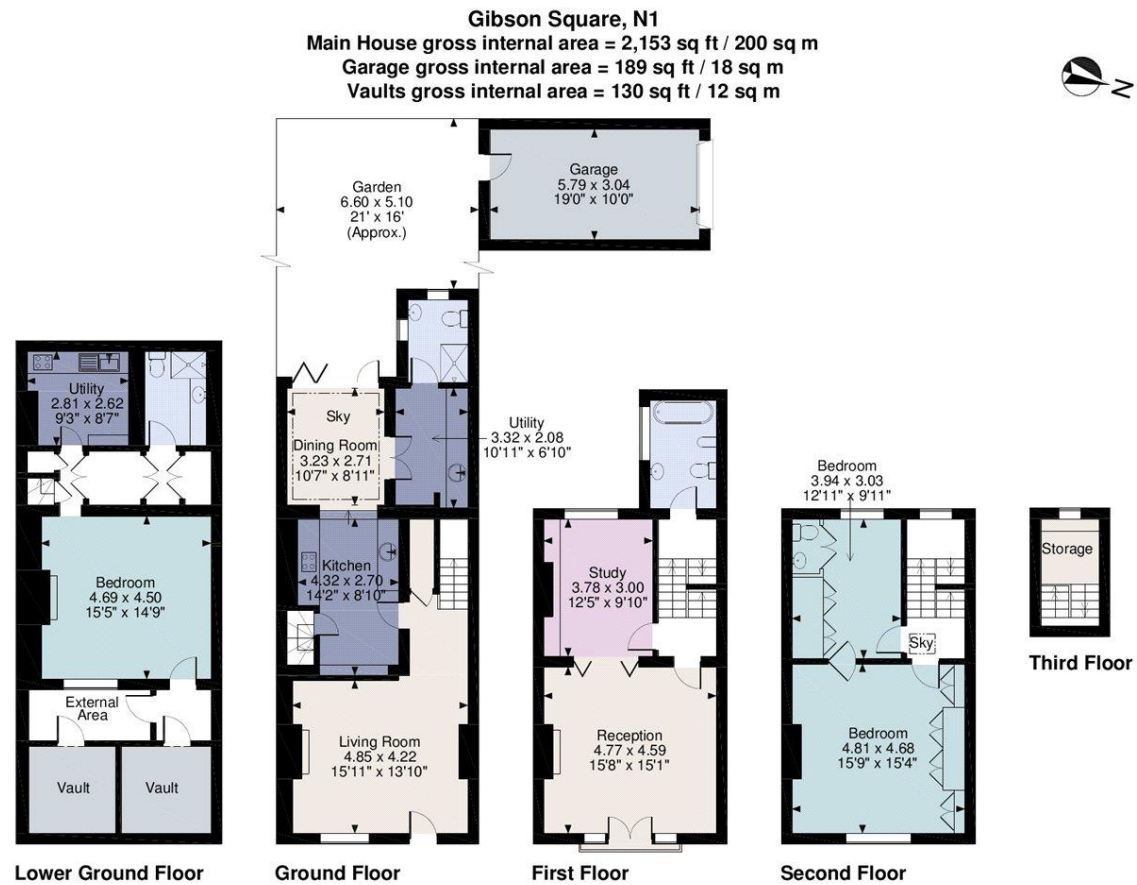 Gibson Square, N1
Main House gross internal area = 2,153 sq ft / 200 sq m
Garage gross internal area = 189 sq ft / 18 sq m
Vaults gross internal area = 130 sq ft / 12 sq m
N
Garden
6.60 x 5.10
21' x 16'
(Approx.)
Garage
5.79 x 3.04
19'0" x 10'0"
Utility
2.81 x 2.62
9'3" x 8'7"
Bedroom
4.69 x 4.50
15'5" x 14'9"
External
Area
Vault
Vault
Lower Ground Floor
Sky
Dining Room
3.23 x 2.71
10'7" x 8'11"
Utility
3.32 x 2.08
10'11" x 6'10"
Kitchen
4.32 x 2.70
14'2" x 8'10"
Living Room
4.85 x 4.22
15'11" x 13'10"
Ground Floor
Study
3.78 x 3.00
12'5" x 9'10"
Reception
4.77 x 4.59
15'8" x 15'1"
First Floor
Bedroom
3.94 x 3.03
12'11" x 9'11"
Sky
Bedroom
4.81 x 4.68
15'9" x 15'4"
Second Floor
Storage
Third Floor